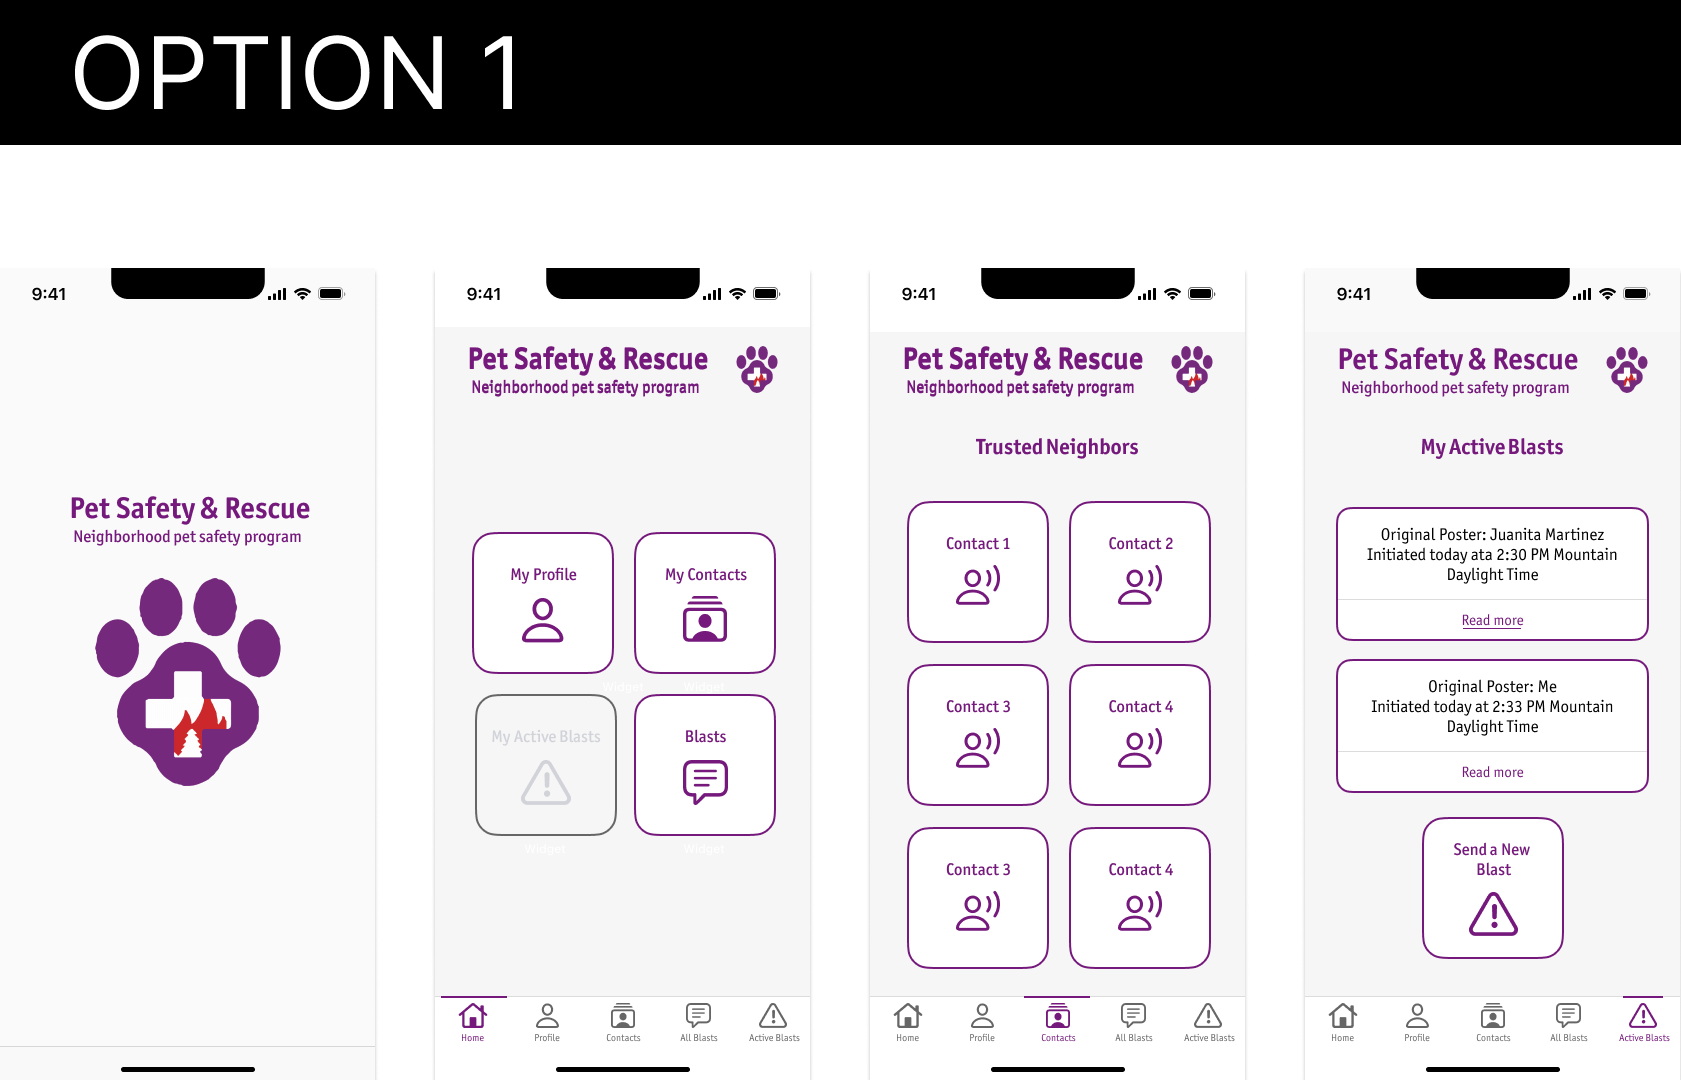 OPTION 1
9:41
Pet Safety & Rescue
Neighborhood pet safety program
9:41
Pet Safety & Rescue
Neighborhood pet safety program
My Profile
My Contacts
Widget
Widget
My Active Blasts
Blasts
Widget
Widget
Home
Profile
Contacts
All Blasts
Active Blasts
9:41
Pet Safety & Rescue
Neighborhood pet safety program
Trusted Neighbors
Contact 1
Contact 2
Contact 3
Contact 4
Contact 3
Contact 4
Home
Profile
Contacts
All Blasts
Active Blasts
9:41
Pet Safety & Rescue
Neighborhood pet safety program
My Active Blasts
Original Poster: Juanita Martinez
Initiated today ata 2:30 PM Mountain
Daylight Time
Read more
Original Poster: Me
Initiated today at 2:33 PM Mountain
Daylight Time
Read more
Send a New
Blast
Home
Profile
Contacts
All Blasts
Active Blasts